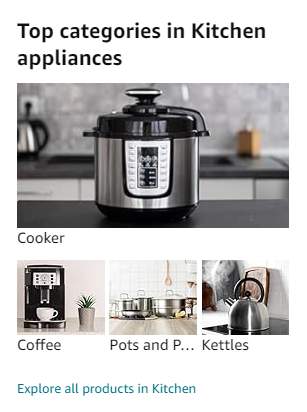 Top categories in Kitchen
appliances
Cooker
Coffee
Pots and P...
Kettles
Explore all products in Kitchen